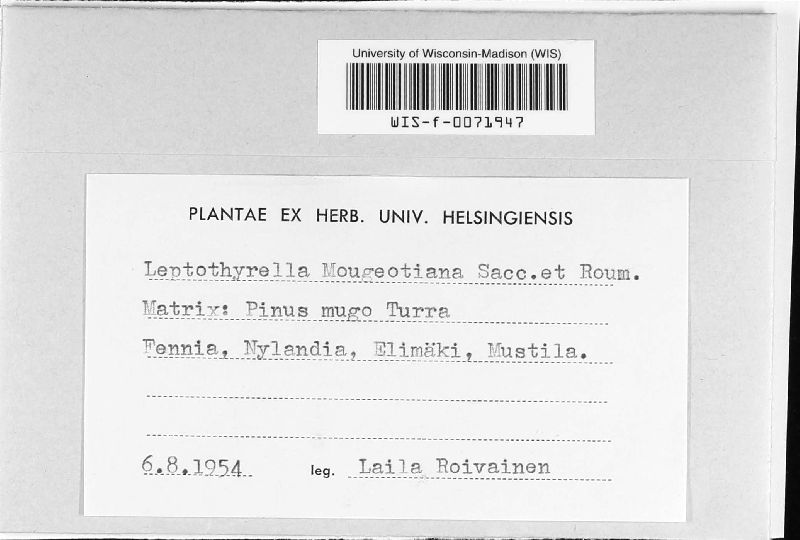 University of Wisconsin-Madison (WIS)
WIS-f-0071947
PLANTAE EX HERB. UNIV. HELSINGIENSIS
Leptothyrella Mougeotiana Sacc.et Roum.
Matrix: Pinus mugo Turra
Fennia, Nylandia, Elimäki, Mustila.
6.8.1954 leg. Laila Roivainen